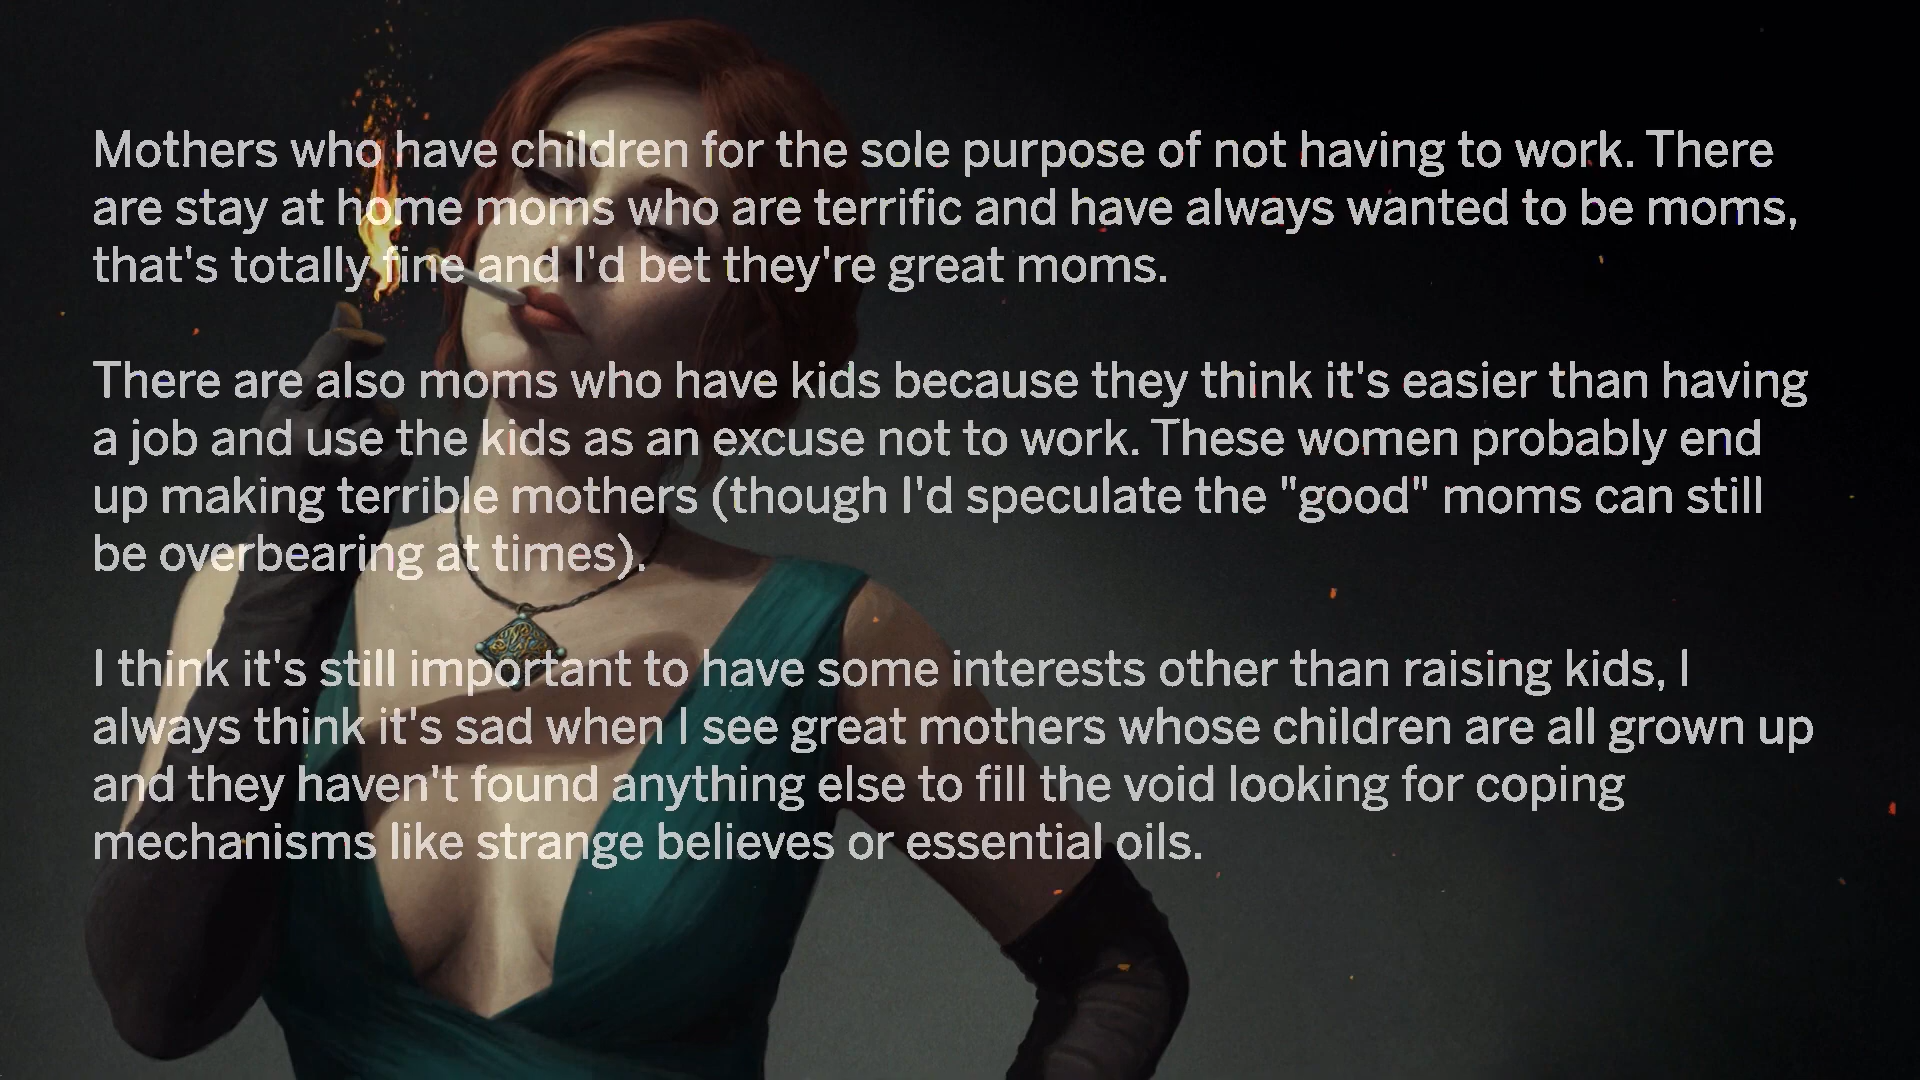 Mothers who have children for the sole purpose of not having to work. There
are stay at home moms who are terrific and have always wanted to be moms,
that's totally fine and I'd bet they're great moms.
There are also moms who have kids because they think it's easier than having
a job and use the kids as an excuse not to work. These women probably end
up making terrible mothers (though I'd speculate the "good" moms can still
be overbearing at times).
I think it's still important to have some interests other than raising kids, I
always think it's sad when I see great mothers whose children are all grown up
and they haven't found anything else to fill the void looking for coping
mechanisms like strange believes or essential oils.